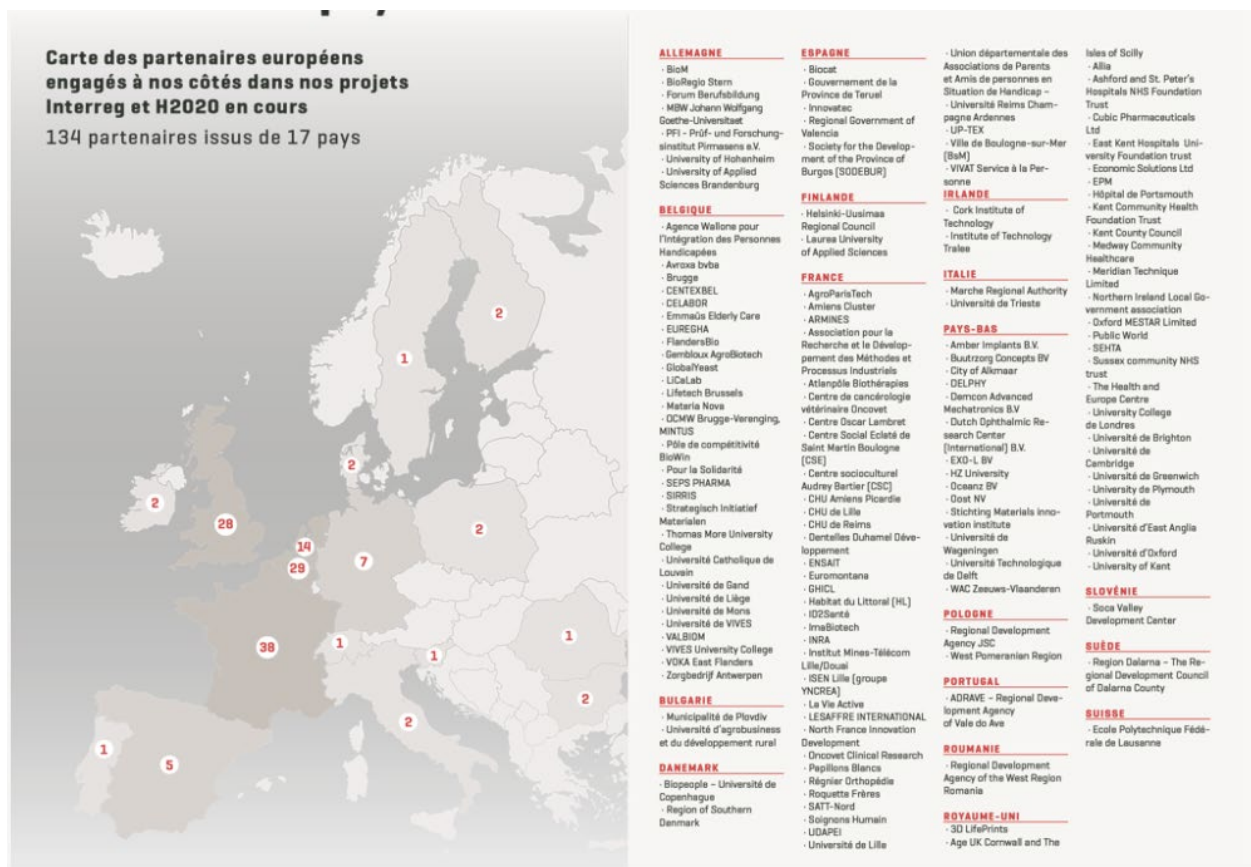 Carte des partenaires européens
engagés à nos côtés dans nos projets
Interreg et H2020 en cours
134 partenaires issus de 17 pays
2
1
2
2
28
14
29
7
2
38
1
1
1
2
2
1
5
ALLEMAGNE
· BioM
· BioRegio Stern
· Forum Berufsbildung
· MBW Johann Wolfgang
Goethe-Universitaet
· PFI - Prüf- und Forschung-
sinstitut Pirmasens e.V.
· University of Hohenheim
· University of Applied
Sciences Brandenburg
BELGIQUE
· Agence Wallone pour
l'Intégration des Personnes
Handicapées
· Avroxa bvba
· Brugge
· CENTEXBEL
· CELABOR
· Emmaüs Elderly Care
· EUREGHA
· FlandersBio
· Gembloux AgroBiotech
· GlobalYeast
· LiCaLab
· Lifetech Brussels
· Materia Nova
· OCMW Brugge-Verenging,
MINTUS
· Pôle de compétitivité
BioWin
· Pour la Solidarité
· SEPS PHARMA
· SIRRIS
· Strategisch Initiatief
Materialen
· Thomas More University
College
· Université Catholique de
Louvain
· Université de Gand
· Université de Liège
· Université de Mons
· Université de VIVES
· VALBIOM
· VIVES University College
· VOKA East Flanders
· Zorgbedrijf Antwerpen
BULGARIE
· Municipalité de Plovdiv
· Université d'agrobusiness
et du développement rural
DANEMARK
· Biopeople – Université de
Copenhague
· Region of Southern
Denmark
ESPAGNE
· Biocat
· Gouvernement de la
Province de Teruel
· Innovatec
· Regional Government of
Valencia
· Society for the Develop-
ment of the Province of
Burgos (SODEBUR)
FINLANDE
· Helsinki-Uusimaa
Regional Council
· Laurea University
of Applied Sciences
FRANCE
· AgroParisTech
· Amiens Cluster
· ARMINES
· Association pour la
Recherche et le Dévelop-
pement des Méthodes et
Processus Industriels
· Atlanpôle Biothérapies
· Centre de cancérologie
vétérinaire Oncovet
· Centre Oscar Lambret
· Centre Social Eclaté de
Saint Martin Boulogne
(CSE)
· Centre socioculturel
Audrey Bartier (CSC)
· CHU Amiens Picardie
· CHU de Lille
· CHU de Reims
· Dentelles Duhamel Déve-
loppement
· ENSAIT
· Euromontana
· GHICL
· Habitat du Littoral (HL)
· ID2Santé
· ImaBiotech
· INRA
· Institut Mines-Télécom
Lille/Douai
· ISEN Lille (groupe
YNCREA)
· La Vie Active
· LESAFFRE INTERNATIONAL
· North France Innovation
Development
· Oncovet Clinical Research
· Papillons Blancs
· Régnier Orthopédie
· Roquette Frères
· SATT-Nord
· Soignons Humain
· UDAPEI
· Université de Lille
· Union départementale des
Associations de Parents
et Amis de personnes en
Situation de Handicap –
· Université Reims Cham-
pagne Ardennes
· UP-TEX
· Ville de Boulogne-sur-Mer
(BsM)
· VIVAT Service à la Per-
sonne
IRLANDE
· Cork Institute of
Technology
· Institute of Technology
Tralee
ITALIE
· Marche Regional Authority
· Université de Trieste
PAYS-BAS
· Amber Implants B.V.
· Buutrzorg Concepts BV
· City of Alkmaar
· DELPHY
· Demcon Advanced
Mechatronics B.V
· Dutch Ophthalmic Re-
search Center
(International) B.V.
· EXO-L BV
· HZ University
· Oceanz BV
· Oost NV
· Stichting Materials inno-
vation institute
· Université de
Wageningen
· Université Technologique
de Delft
· WAC Zeeuws-Vlaanderen
POLOGNE
· Regional Development
Agency JSC
· West Pomeranian Region
PORTUGAL
· ADRAVE – Regional Deve-
lopment Agency
of Vale do Ave
ROUMANIE
· Regional Development
Agency of the West Region
Romania
ROYAUME-UNI
· 3D LifePrints
· Age UK Cornwall and The
Isles of Scilly
· Allia
· Ashford and St. Peter's
Hospitals NHS Foundation
Trust
· Cubic Pharmaceuticals
Ltd
· East Kent Hospitals Uni-
versity Foundation trust
· Economic Solutions Ltd
· EPM
· Hôpital de Portsmouth
· Kent Community Health
Foundation Trust
· Kent County Council
· Medway Community
Healthcare
· Meridian Technique
Limited
· Northern Ireland Local Go-
vernment association
· Oxford MESTAR Limited
· Public World
· SEHTA
· Sussex community NHS
trust
· The Health and
Europe Centre
· University College
de Londres
· Université de Brighton
· Université de
Cambridge
· Université de Greenwich
· University of Plymouth
· Université de
Portmouth
· Université d'East Anglia
Ruskin
· Université d'Oxford
· University of Kent
SLOVÉNIE
· Soca Valley
Development Center
SUÈDE
· Region Dalarna – The Re-
gional Development Council
of Dalarna County
SUISSE
· Ecole Polytechnique Fédé-
rale de Lausanne